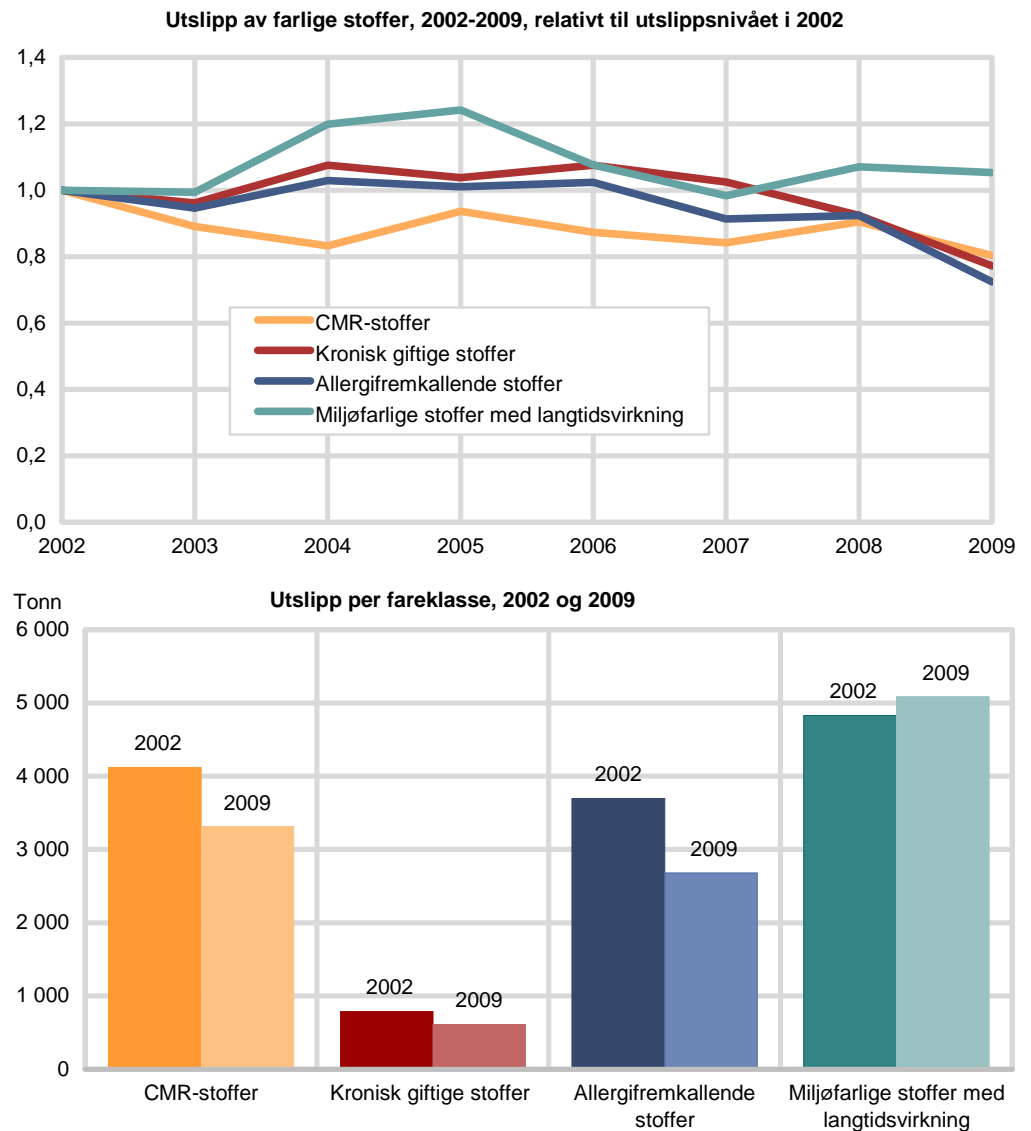 Utslipp av farlige stoffer, 2002-2009, relativt til utslippsnivået i 2002
1,4
1,2
1,0
0,8
0,6
0,4
0,2
0,0
CMR-stoffer
Kronisk giftige stoffer
Allergifremkallende stoffer
Miljøfarlige stoffer med langtidsvirkning
2002 2003 2004 2005 2006 2007 2008 2009
Tonn
Utslipp per fareklasse, 2002 og 2009
6 000
5 000
4 000
3 000
2 000
1 000
0
2002 2009
2002 2009
2002 2009
2002 2009
CMR-stoffer
Kronisk giftige stoffer
Allergifremkallende
stoffer
Miljøfarlige stoffer med
langtidsvirkning